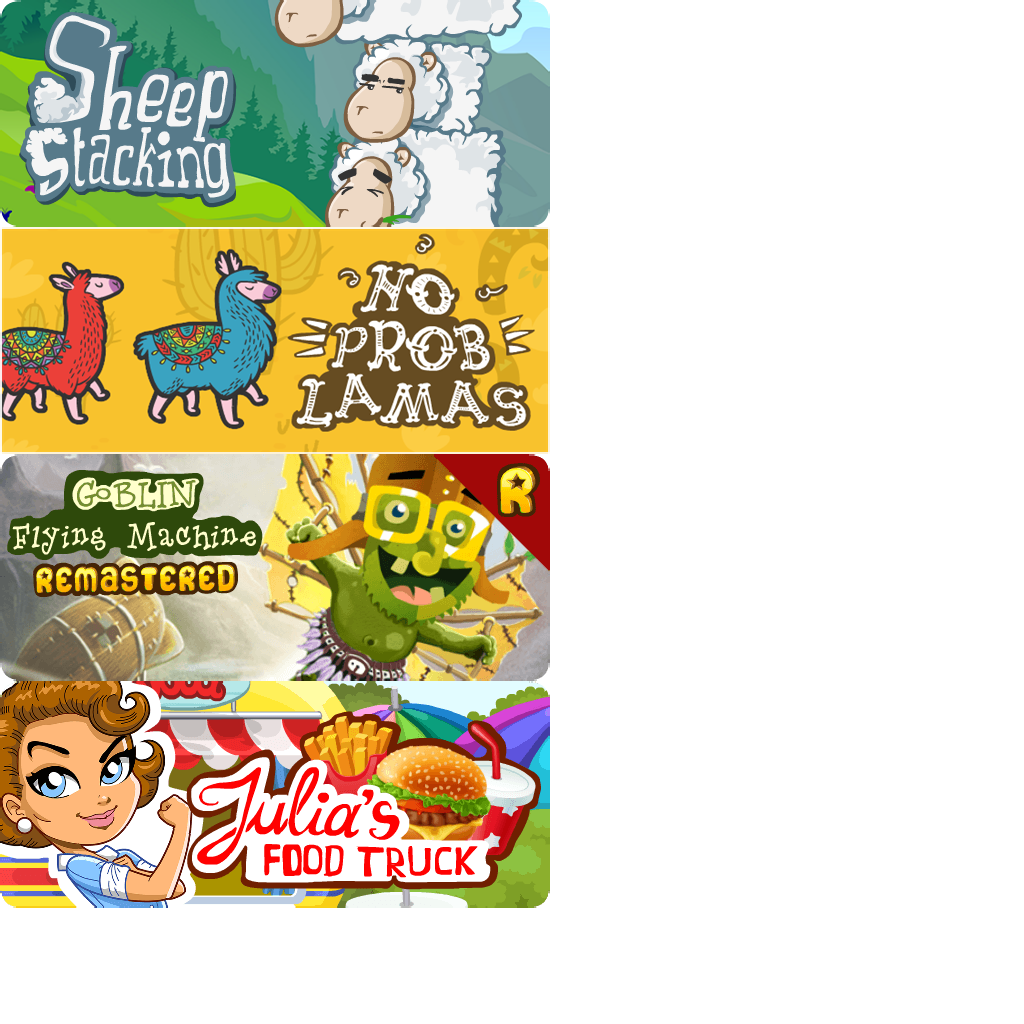 Sheep
Stacking
NO
PROB
LAMAS
GOBLIN
Flying Machine
REMASTERED
R
Julia's
FOOD TRUCK